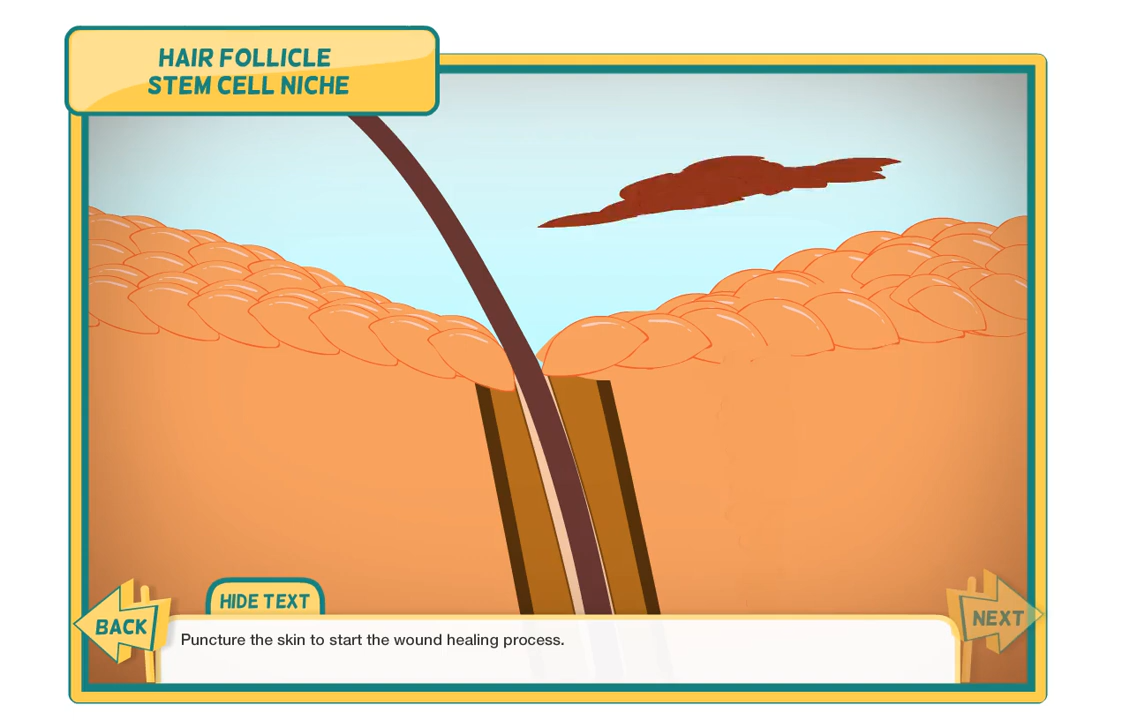 HAIR FOLLICLE
STEM CELL NICHE
HIDE TEXT
BACK
NEXT
Puncture the skin to start the wound healing process.